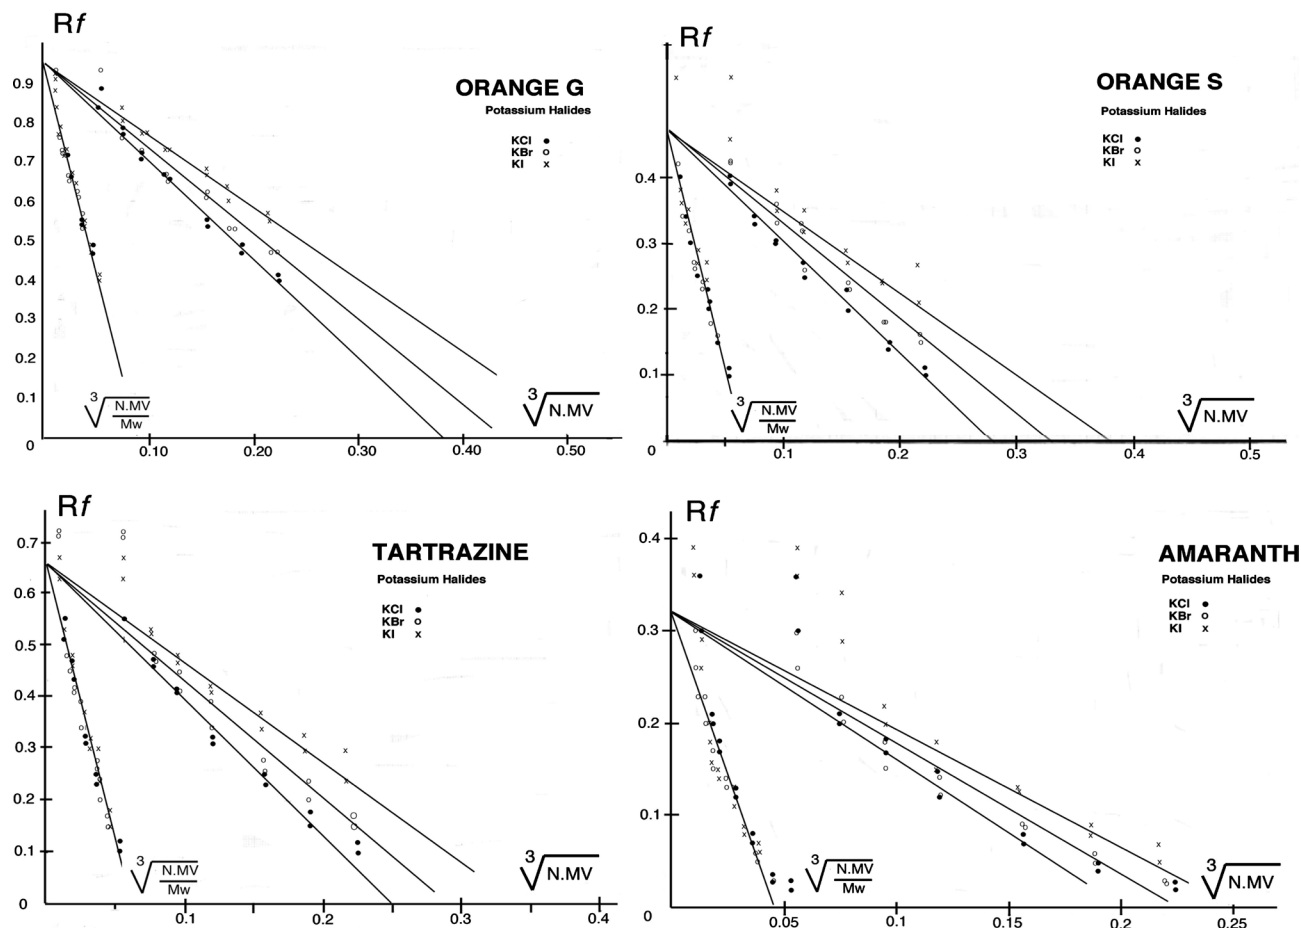 Rf
ORANGE G
Potassium Halides
KCl ●
KBr o
KI x
0.9
0.8
0.7
0.6
0.5
0.4
0.3
0.2
0.1
0
0.10
0.20
0.30
0.40
0.50
3√N.MV/Mw
3√N.MV
Rf
ORANGE S
Potassium Halides
KCl ●
KBr o
KI x
0.4
0.3
0.2
0.1
0
0.1
0.2
0.3
0.4
0.5
3√N.MV/Mw
3√N.MV
Rf
TARTRAZINE
Potassium Halides
KCl ●
KBr o
KI x
0.7
0.6
0.5
0.4
0.3
0.2
0.1
0
0.1
0.2
0.3
0.4
3√N.MV/Mw
3√N.MV
Rf
AMARANTH
Potassium Halides
KCl ●
KBr o
KI x
0.4
0.3
0.2
0.1
0
0.05
0.1
0.15
0.2
0.25
3√N.MV/Mw
3√N.MV